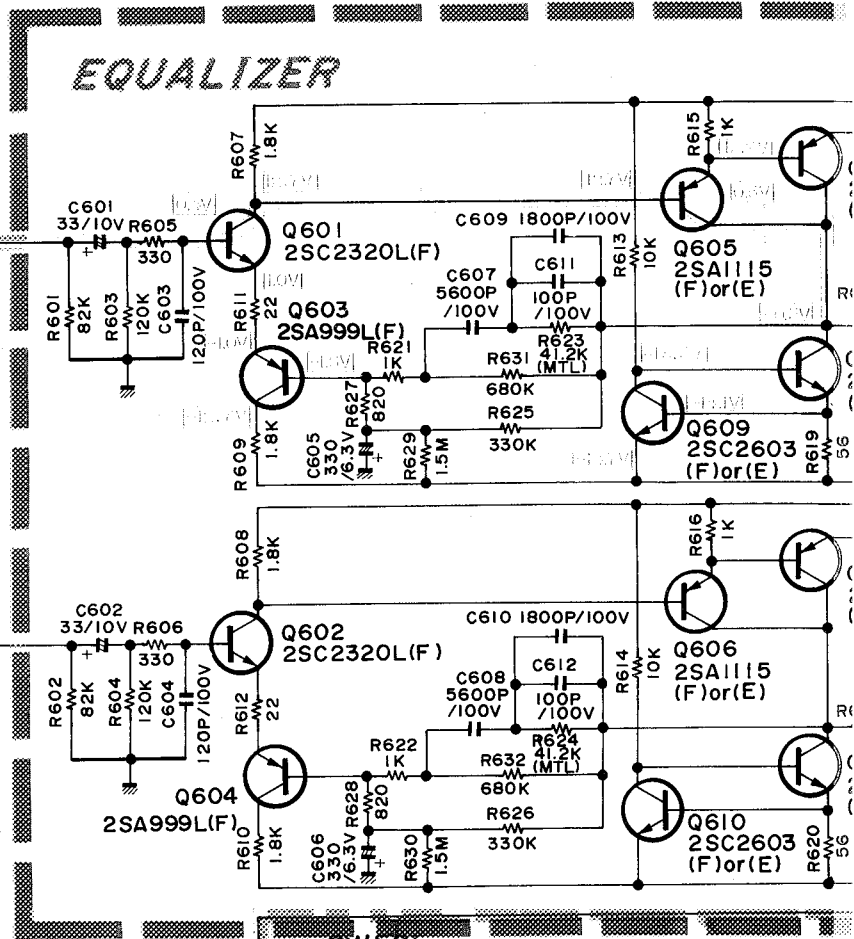 EQUALIZER
R607
1.8K
R615
1K
C601
33/10V
+
R605
330
Q601
2SC2320L(F)
C609 1800P/100V
R613
10K
Q605
2SA1115
(F)or(E)
C607
5600P
/100V
C611
100P
/100V
R601
82K
R603
120K
C603
120P/100V
1.0V
R611
22
Q603
2SA999L(F)
R621
1K
R623
41.2K
(MTL)
R631
680K
R627
820
R625
330K
R609
1.8K
C605
330
/6.3V
+
R629
1.5M
Q609
2SC2603
(F)or(E)
R619
56
R608
1.8K
R616
1K
C602
33/10V
+
R606
330
Q602
2SC2320L(F)
C610 1800P/100V
R614
10K
Q606
2SA1115
(F)or(E)
C608
5600P
/100V
C612
100P
/100V
R602
82K
R604
120K
C604
120P/100V
R612
22
R622
1K
R624
41.2K
(MTL)
R632
680K
Q604
2SA999L(F)
R628
820
R626
330K
R610
1.8K
C606
330
/6.3V
+
R630
1.5M
Q610
2SC2603
(F)or(E)
R620
56